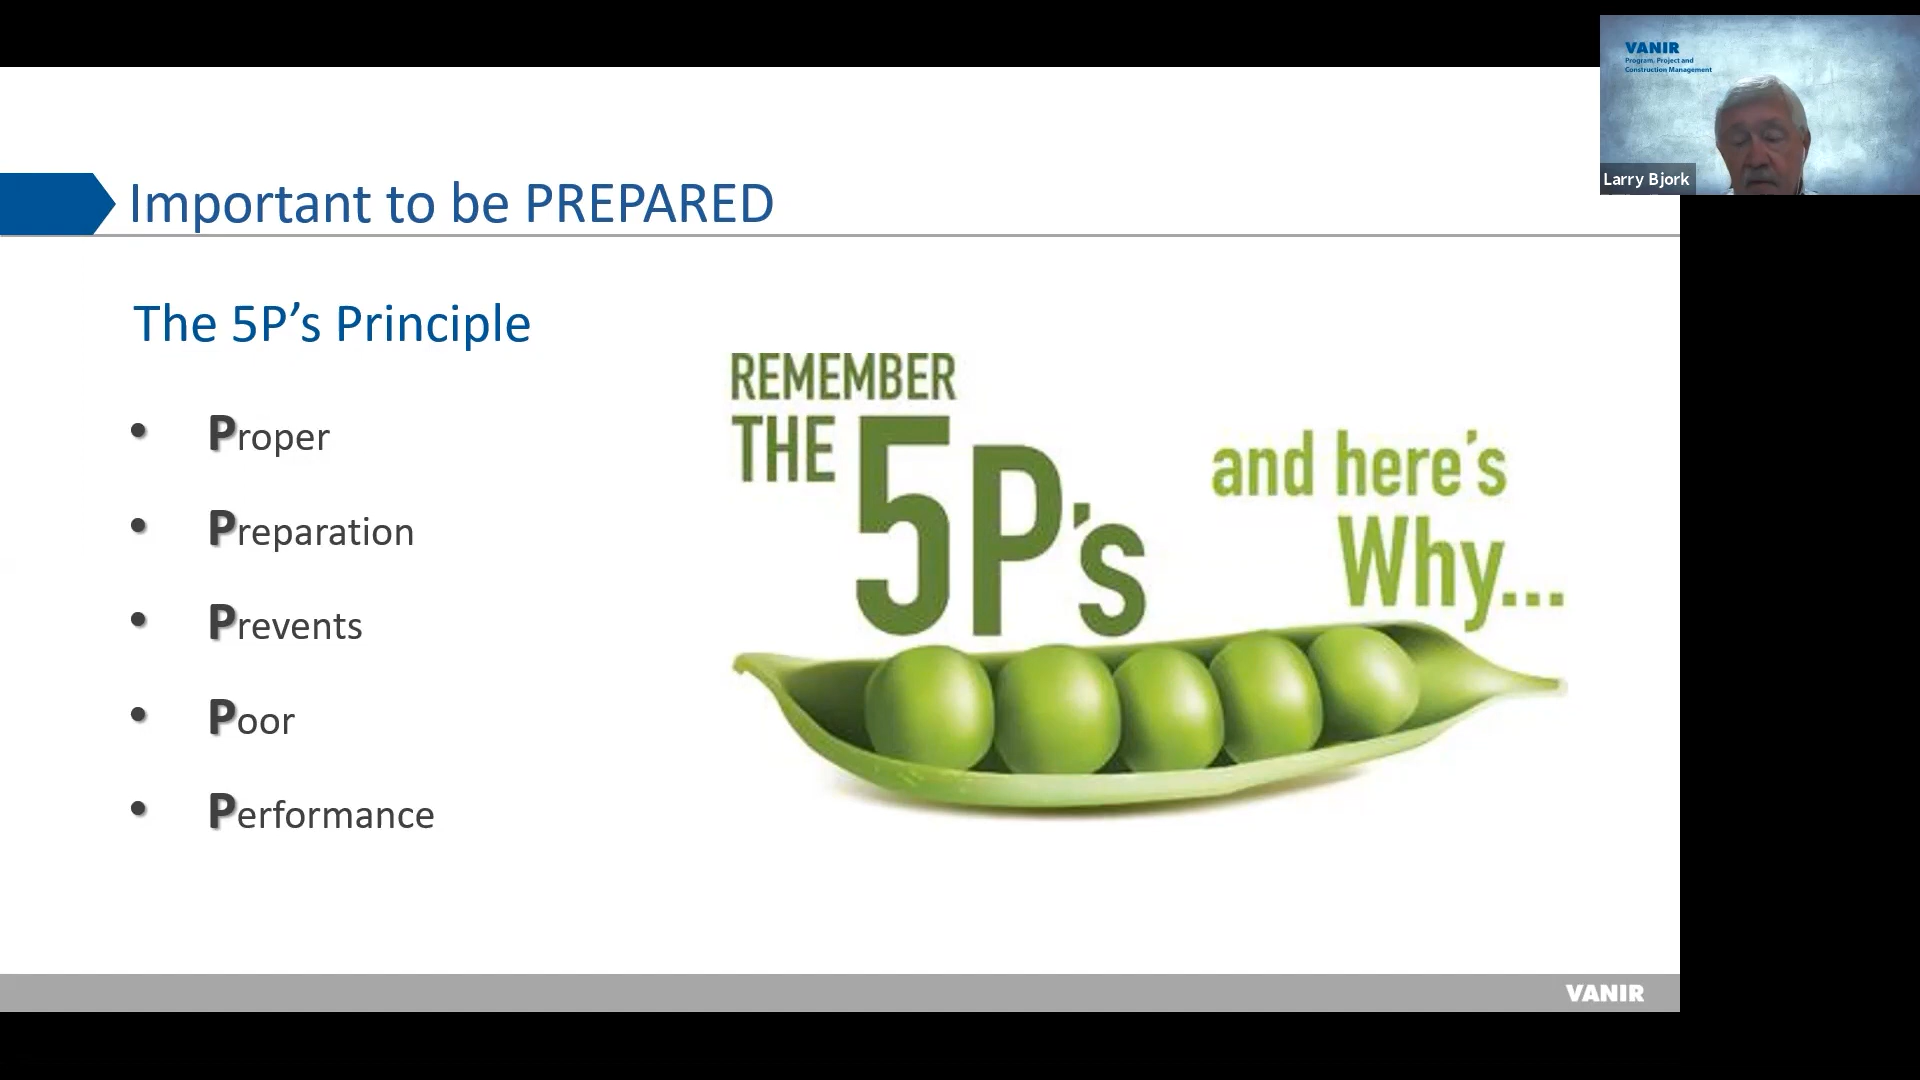 VANIR
Program, Project and
Construction Management
Larry Bjork
Important to be PREPARED
The 5P’s Principle
• Proper
• Preparation
• Prevents
• Poor
• Performance
REMEMBER
THE 5P's
and here's
Why...
VANIR